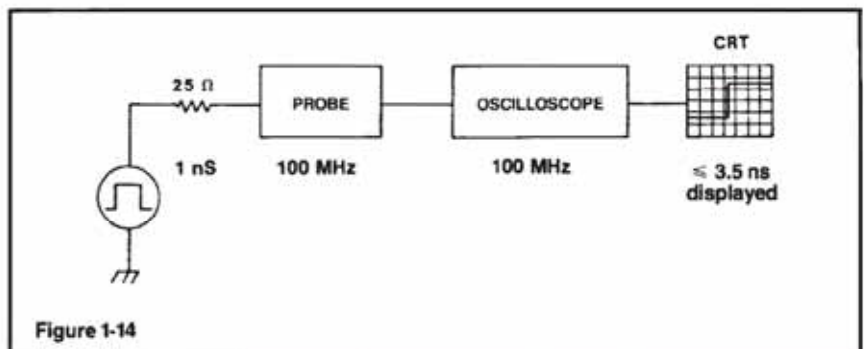 CRT
25 Ω
PROBE
OSCILLOSCOPE
1 nS
100 MHz
100 MHz
⩽ 3.5 ns
displayed
Figure 1-14